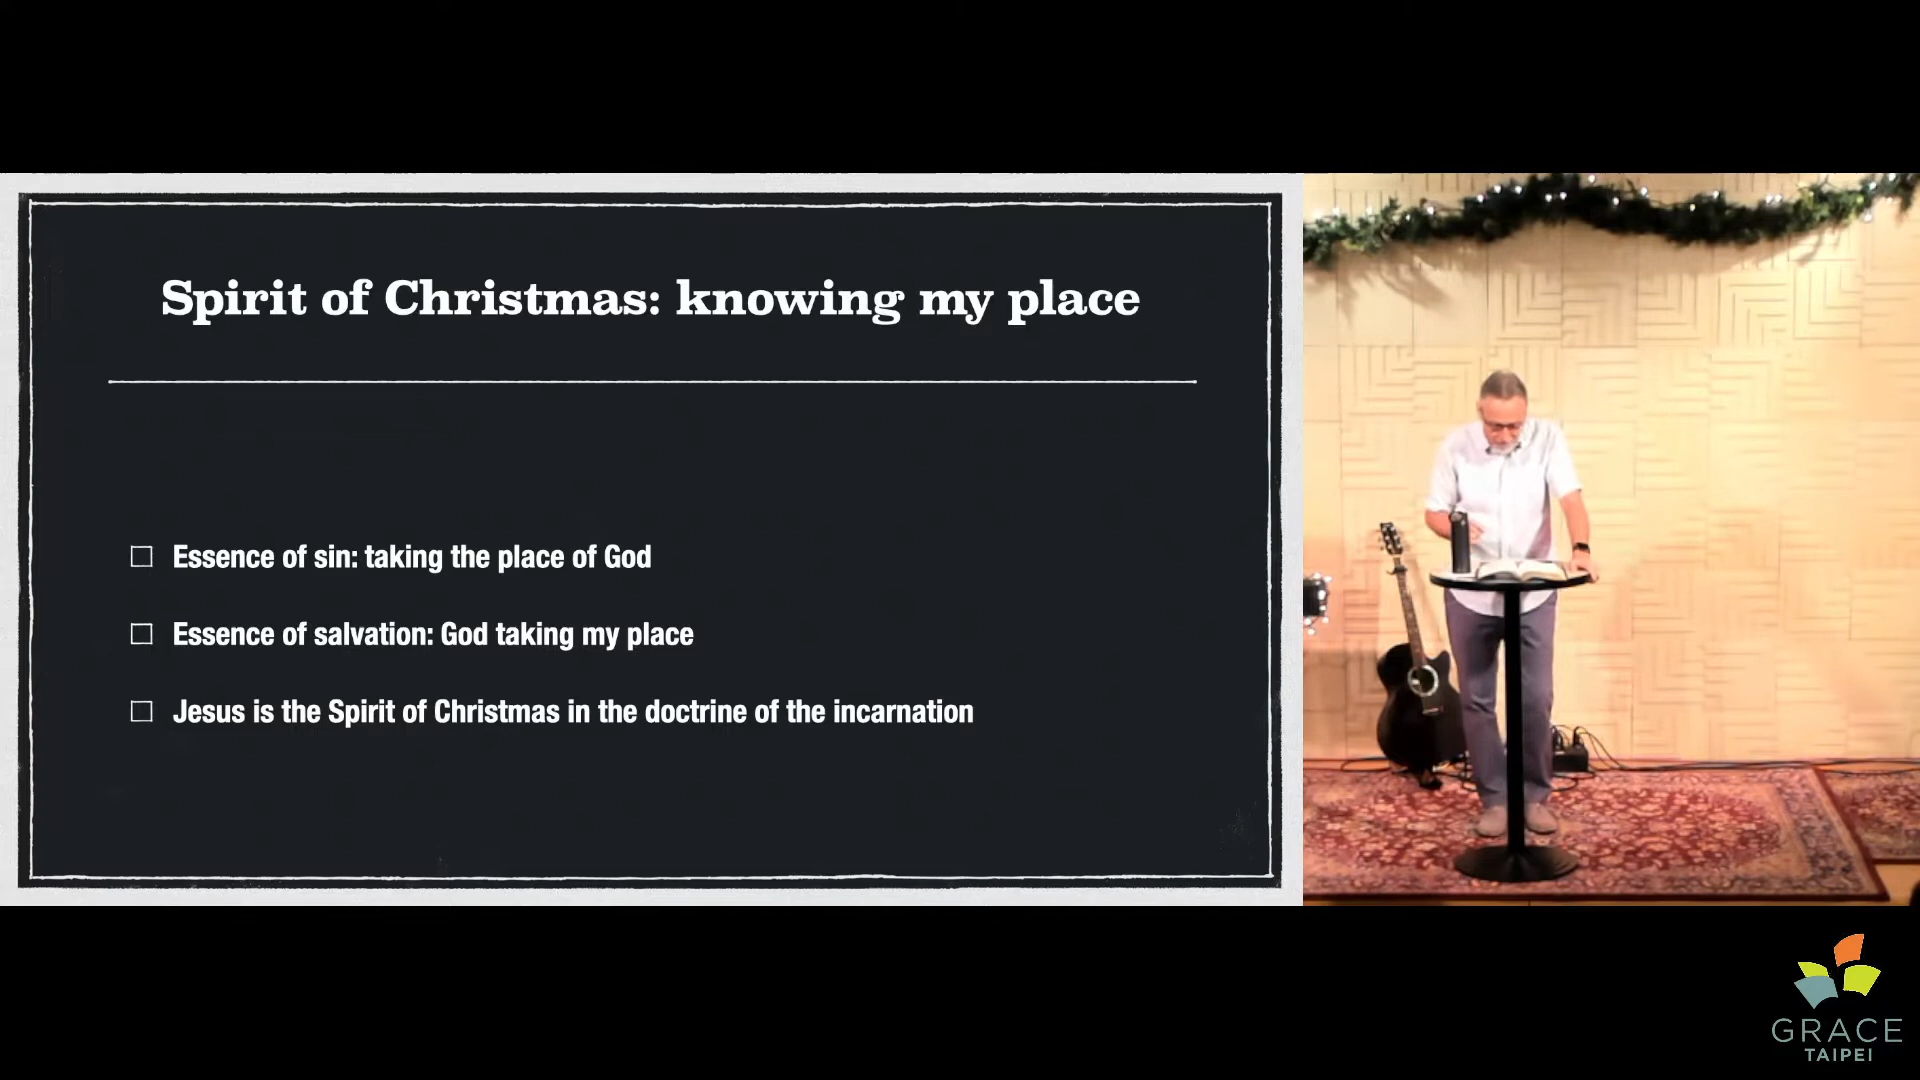 Spirit of Christmas: knowing my place
Essence of sin: taking the place of God
Essence of salvation: God taking my place
Jesus is the Spirit of Christmas in the doctrine of the incarnation
GRACE
TAIPEI